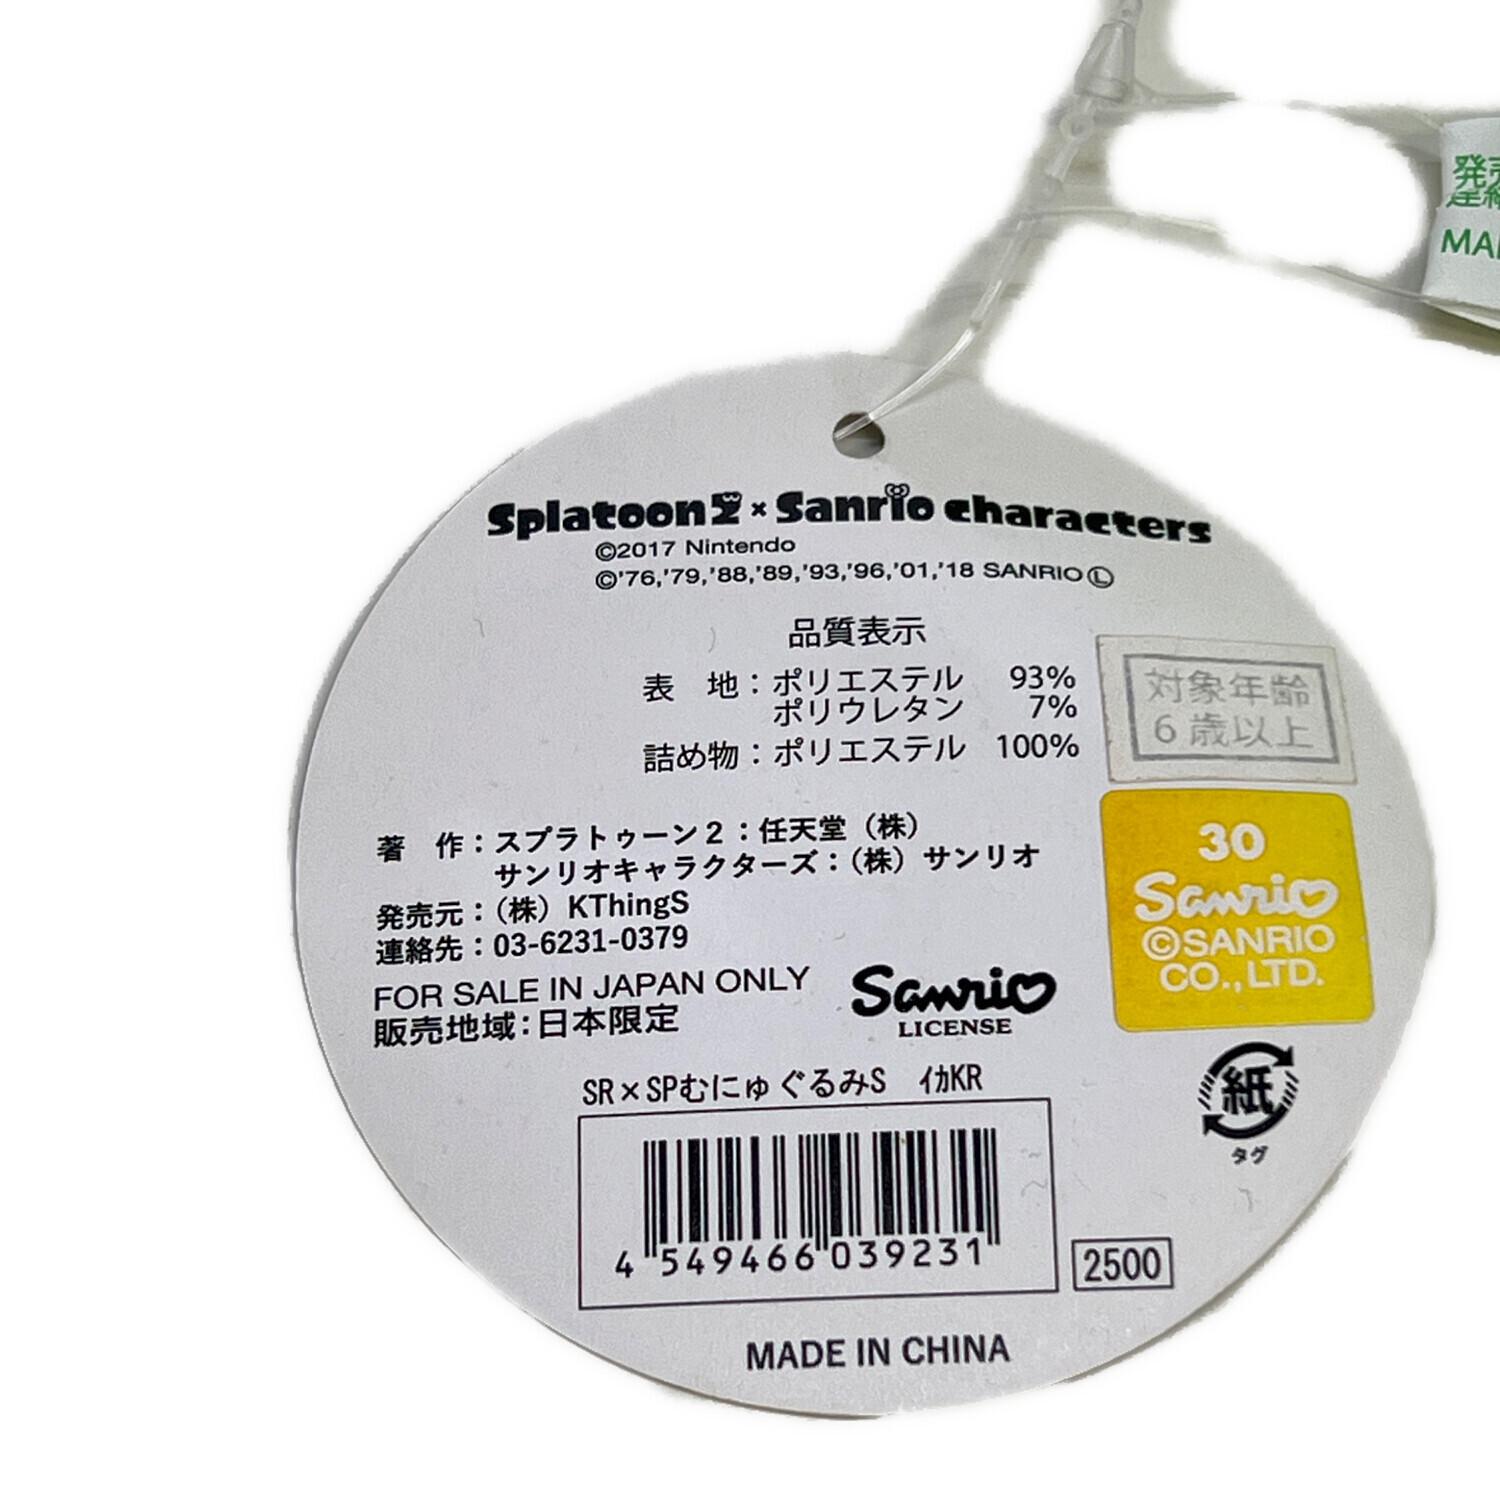 発売
連絡
MA
Splatoon2×Sanrio characters
©2017 Nintendo
©'76,'79,'88,'89,'93,'96,'01,'18 SANRIO Ⓛ
品質表示
表 地：ポリエステル 93%
ポリウレタン 7%
詰め物：ポリエステル 100%
対象年齢
6歳以上
著 作：スプラトゥーン2：任天堂（株）
サンリオキャラクターズ：（株）サンリオ
発売元：（株）KThingS
連絡先：03-6231-0379
FOR SALE IN JAPAN ONLY
販売地域：日本限定
Sanrio
LICENSE
30
Sanrio
©SANRIO
CO.,LTD.
紙
タグ
SR×SPむにゅぐるみS ｲｶKR
4 549466 039231
2500
MADE IN CHINA